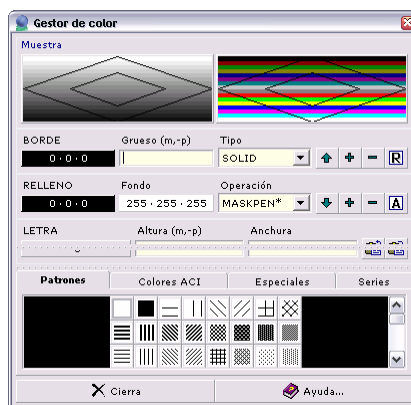 Gestor de color
Muestra
BORDE Grueso (m,-p) Tipo
0·0·0 SOLID R
RELLENO Fondo Operación
0·0·0 255·255·255 MASKPEN* A
LETRA Altura (m,-p) Anchura
Patrones Colores ACI Especiales Series
Cierra Ayuda...